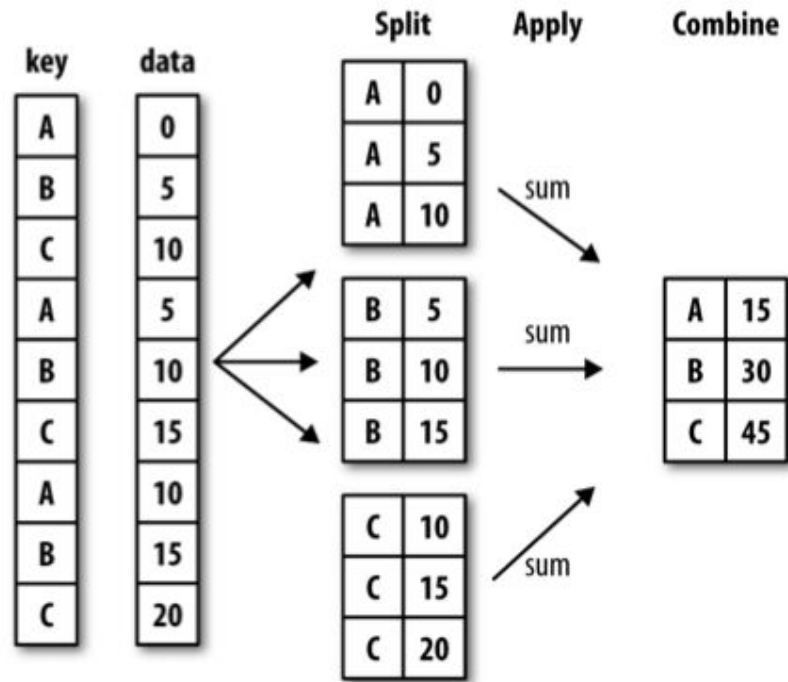 Split Apply Combine
key data
A 0
B 5
C 10
A 5
B 10
C 15
A 10
B 15
C 20
A 0
A 5
A 10
B 5
B 10
B 15
C 10
C 15
C 20
sum
sum
sum
A 15
B 30
C 45